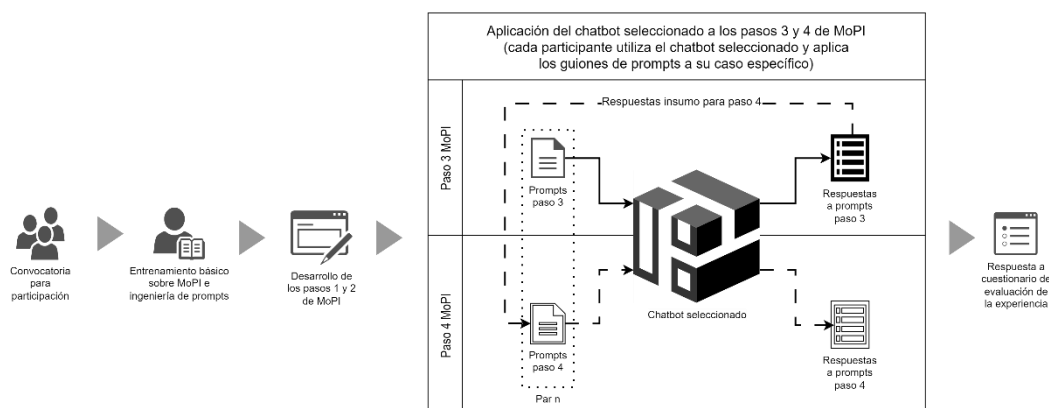 Aplicación del chatbot seleccionado a los pasos 3 y 4 de MoPI
(cada participante utiliza el chatbot seleccionado y aplica
los guiones de prompts a su caso específico)
Paso 3 MoPI
Respuestas insumo para paso 4
Prompts
paso 3
Respuestas
a prompts
paso 3
Convocatoria
para
participación
Entrenamiento básico
sobre MoPI e
ingeniería de prompts
Desarrollo de
los pasos 1 y 2
de MoPI
Chatbot seleccionado
Paso 4 MoPI
Prompts
paso 4
Respuestas
a prompts
paso 4
Par n
Respuesta a
cuestionario de
evaluación de
la experiencia